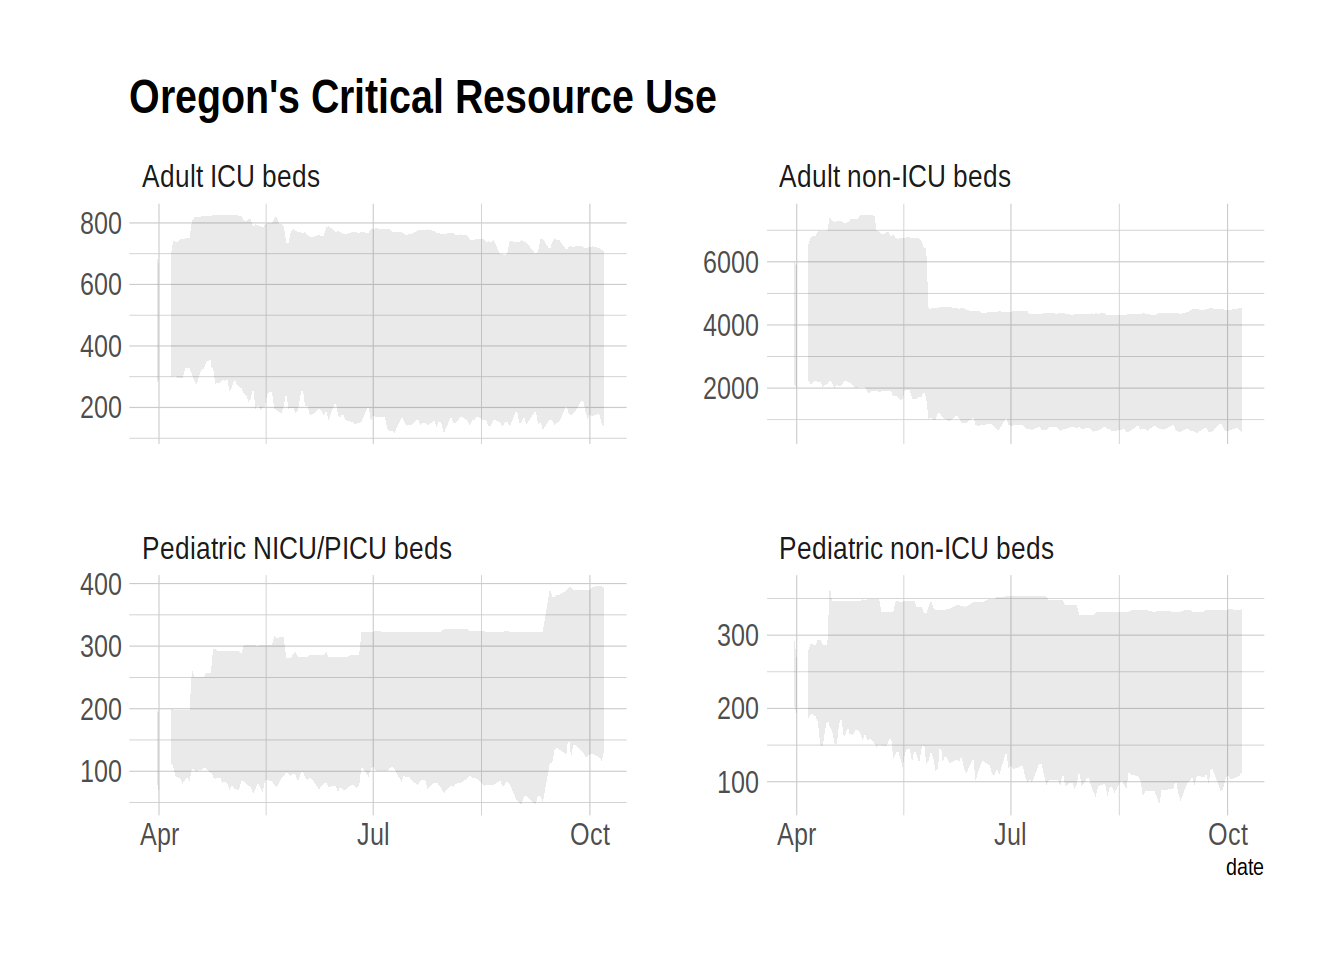 Oregon's Critical Resource Use
Adult ICU beds
800
600
400
200
Adult non-ICU beds
6000
4000
2000
Pediatric NICU/PICU beds
400
300
200
100
Apr Jul Oct
Pediatric non-ICU beds
300
200
100
Apr Jul Oct
date